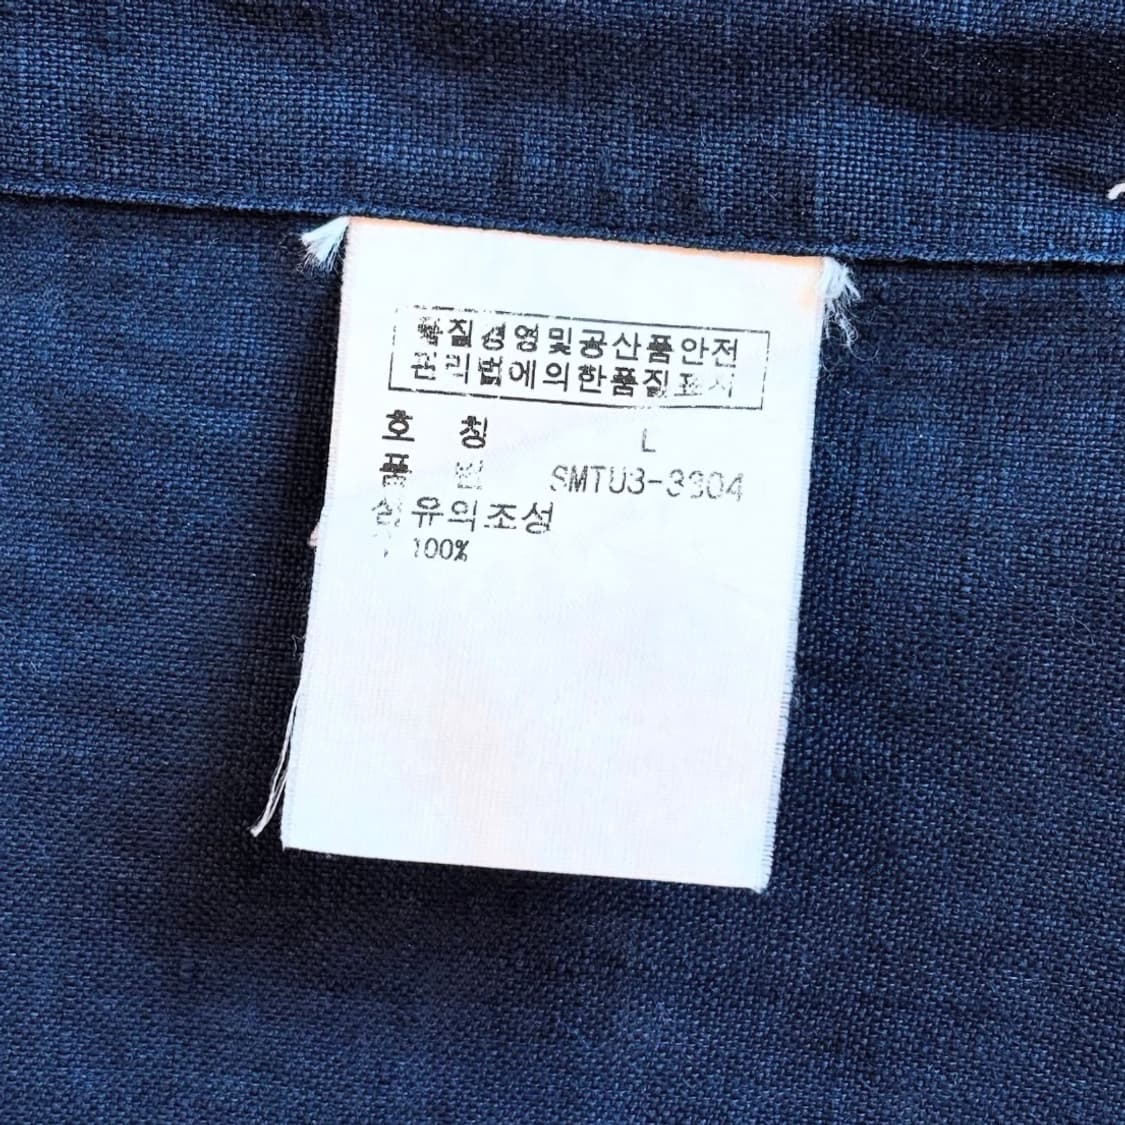 품질경영및공산품안전
관리법에의한품질표시
호 칭 L
품 번 SMTU3-3304
섬유의조성
100%